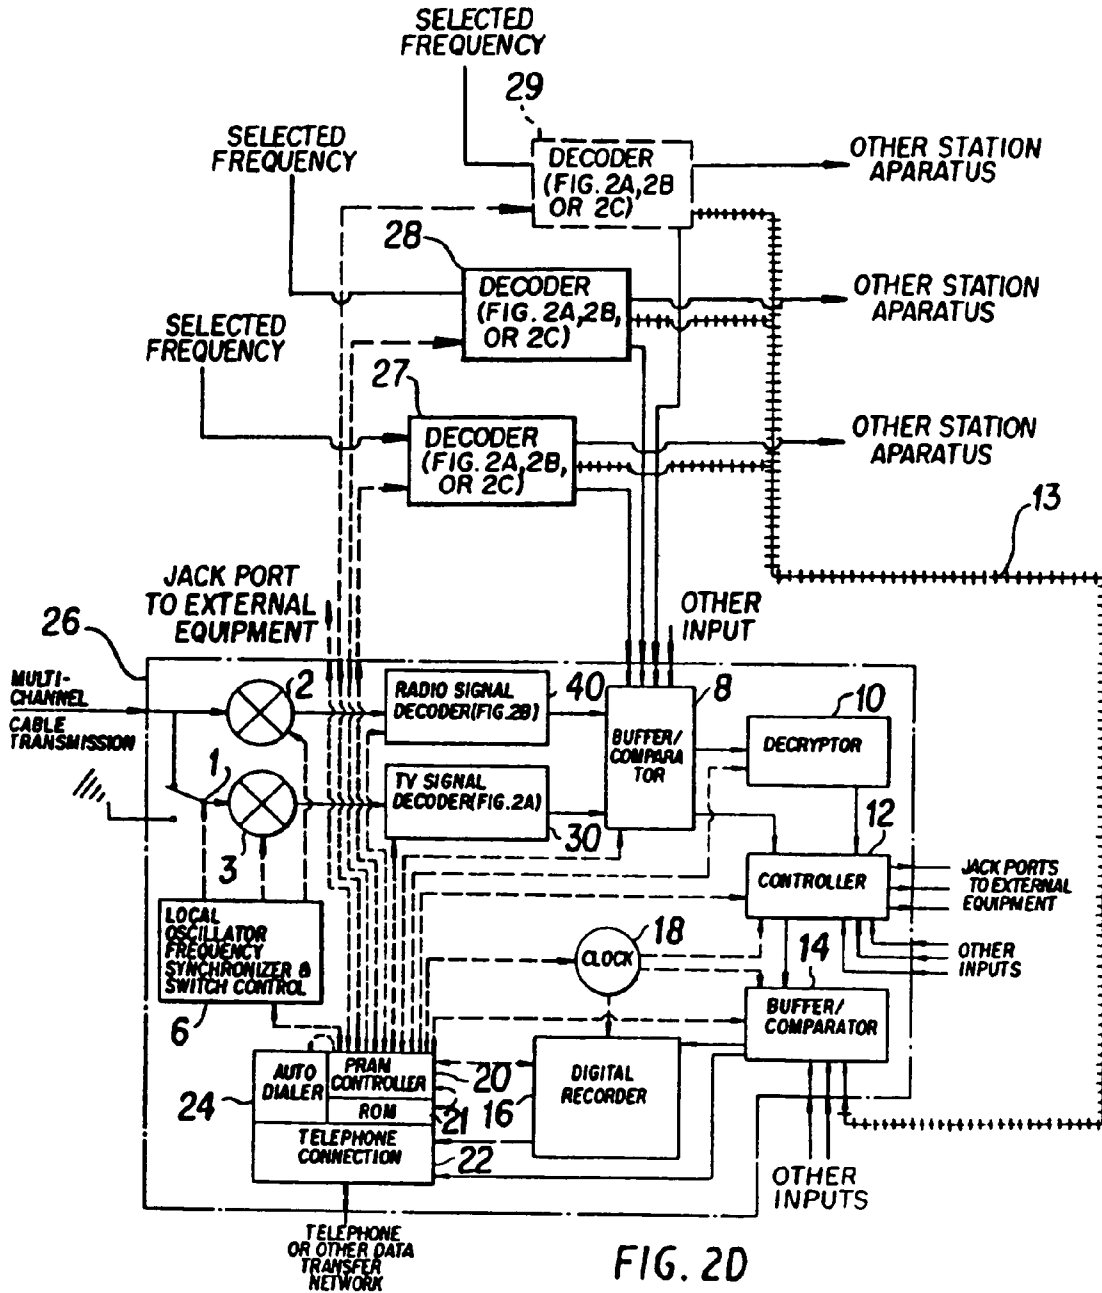 SELECTED
FREQUENCY
29
SELECTED
FREQUENCY
DECODER
(FIG. 2A,2B
OR 2C)
OTHER STATION
APARATUS
28
DECODER
(FIG. 2A,2B,
OR 2C)
OTHER STATION
APARATUS
SELECTED
FREQUENCY
27
DECODER
(FIG. 2A,2B,
OR 2C)
OTHER STATION
APARATUS
13
JACK PORT
TO EXTERNAL
EQUIPMENT
OTHER
INPUT
26
MULTI-
CHANNEL
CABLE
TRANSMISSION
2
RADIO SIGNAL
DECODER(FIG. 2B)
40
8
BUFFER/
COMPARA
TOR
10
DECRYPTOR
1
3
TV SIGNAL
DECODER(FIG. 2A)
30
12
CONTROLLER
JACK PORTS
TO EXTERNAL
EQUIPMENT
OTHER
INPUTS
LOCAL
OSCILLATOR
FREQUENCY
SYNCHRONIZER &
SWITCH CONTROL
6
18
CLOCK
14
BUFFER/
COMPARATOR
AUTO
DIALER
24
PRAM
CONTROLLER
20
ROM
21
TELEPHONE
CONNECTION
22
16
DIGITAL
RECORDER
OTHER
INPUTS
TELEPHONE
OR OTHER DATA
TRANSFER
NETWORK
FIG. 2D